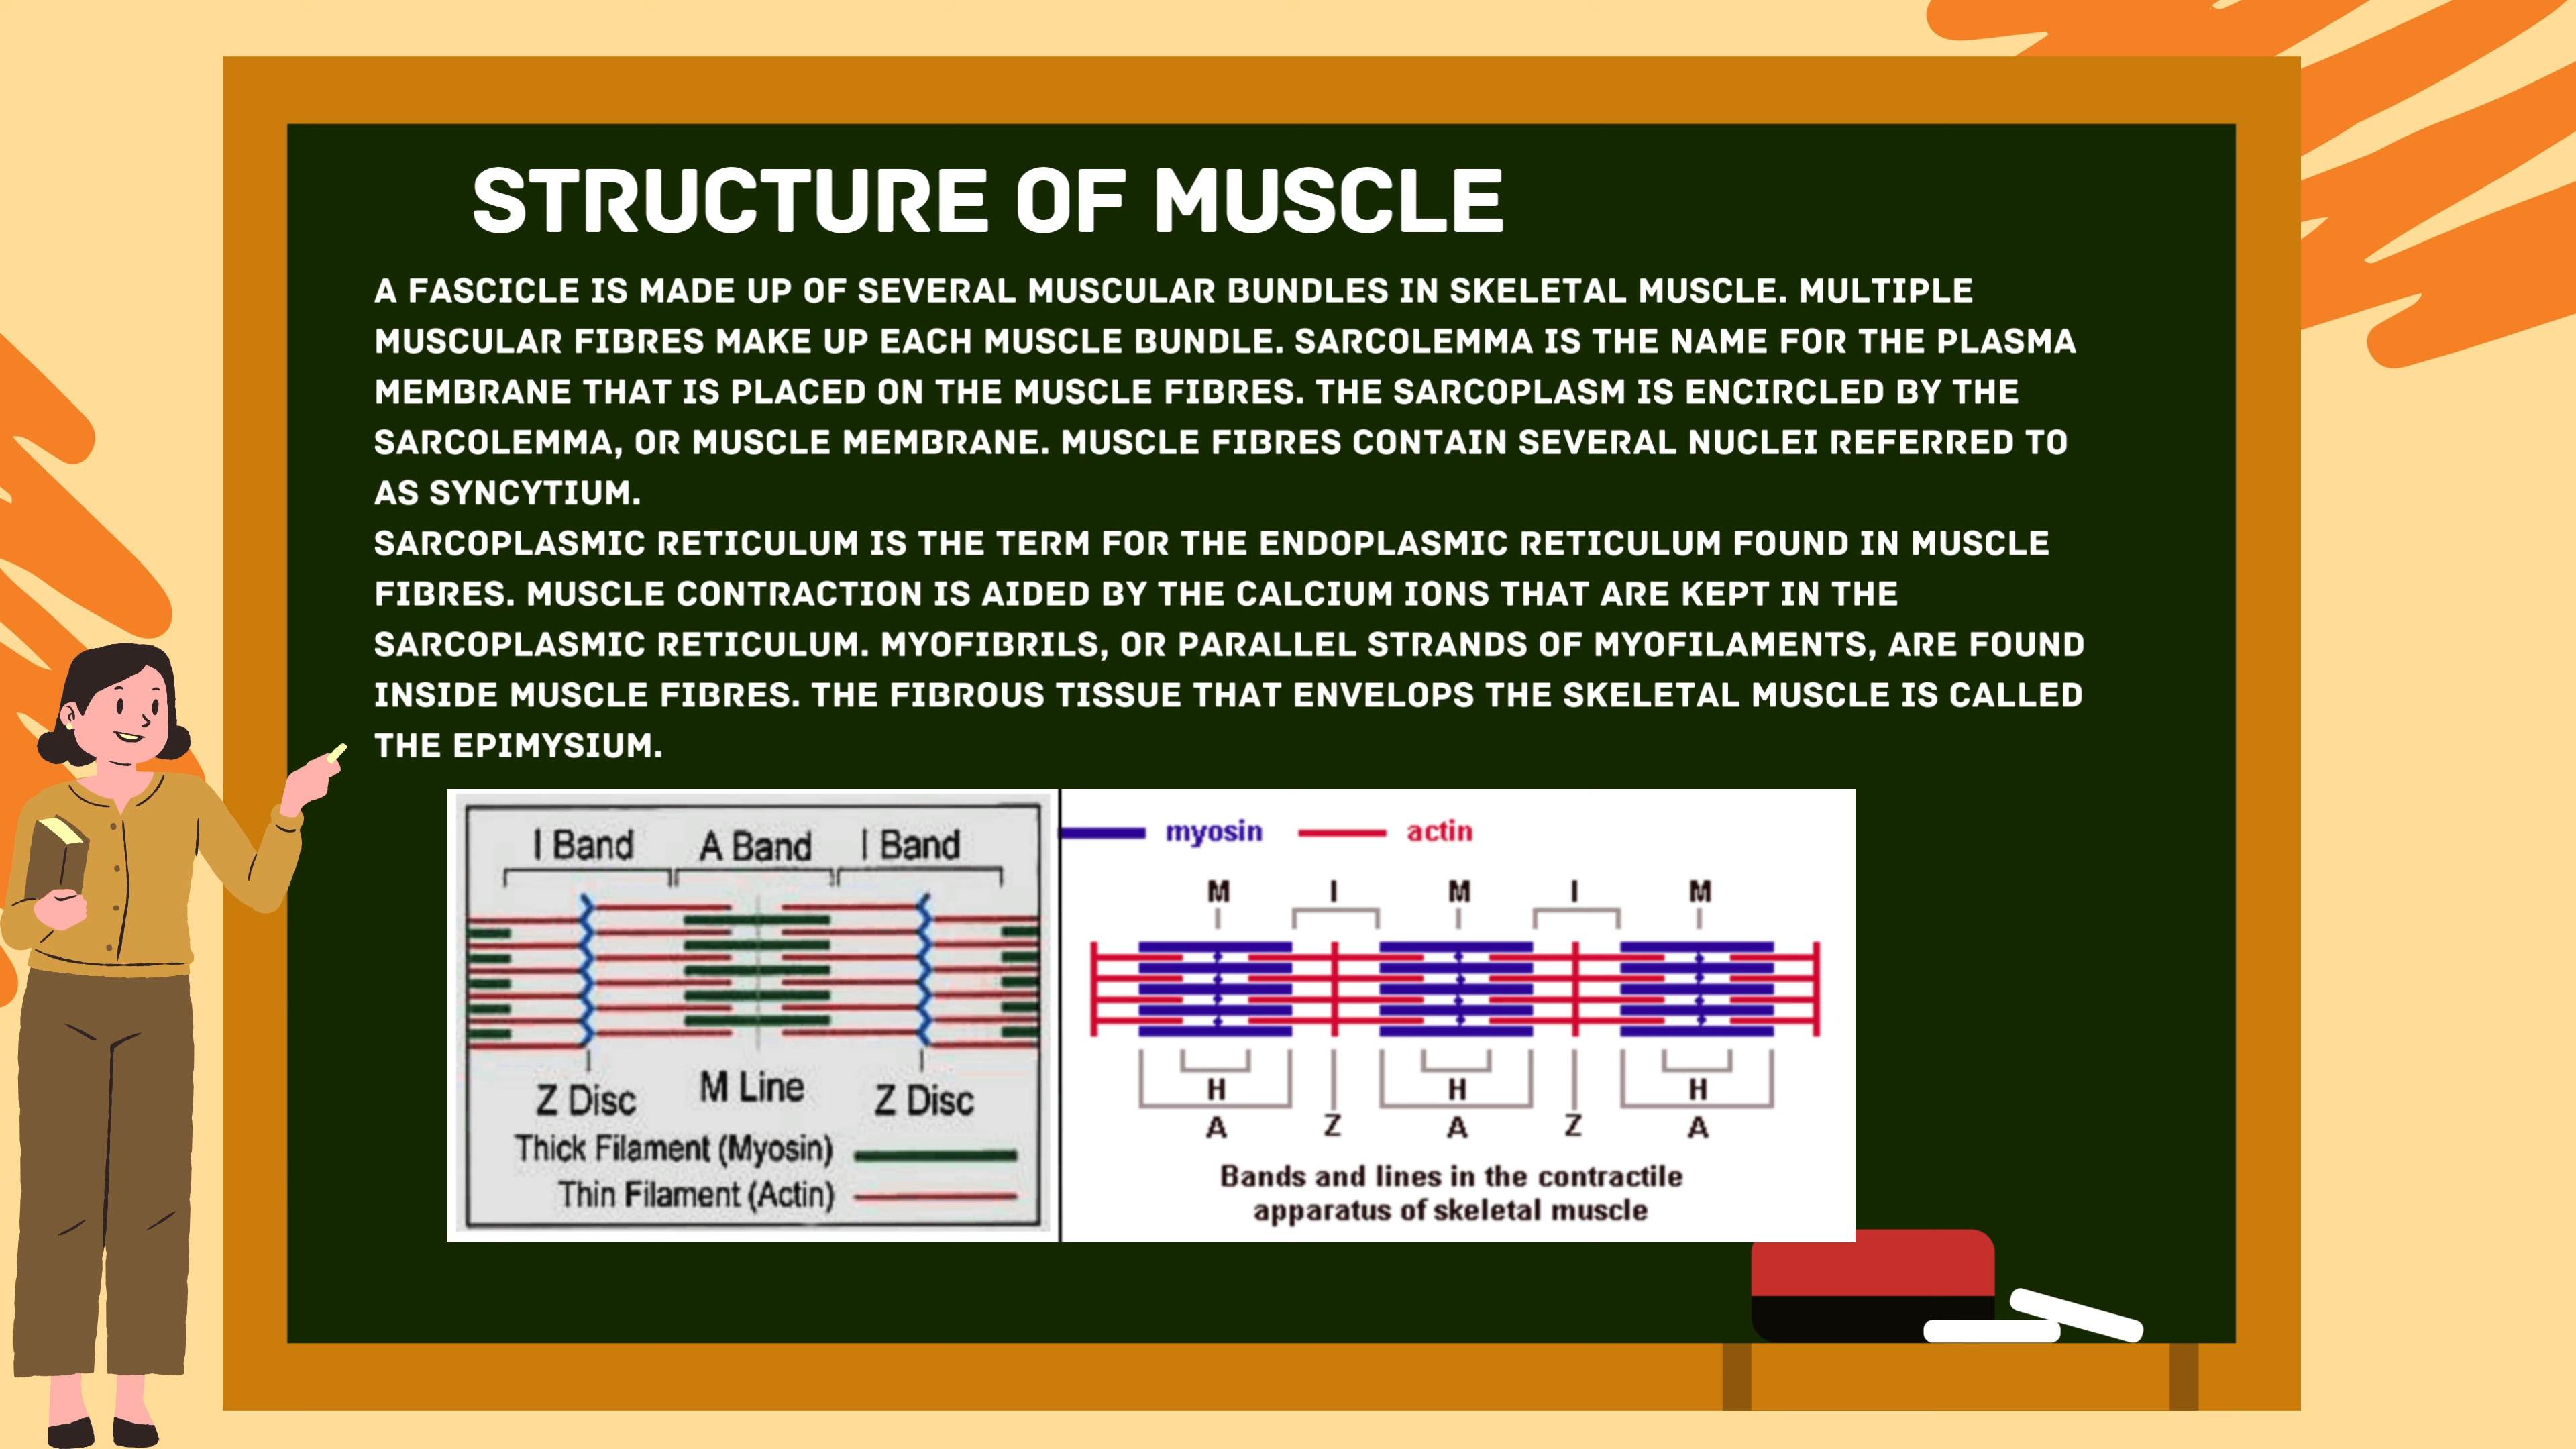 STRUCTURE OF MUSCLE
A FASCICLE IS MADE UP OF SEVERAL MUSCULAR BUNDLES IN SKELETAL MUSCLE. MULTIPLE
MUSCULAR FIBRES MAKE UP EACH MUSCLE BUNDLE. SARCOLEMMA IS THE NAME FOR THE PLASMA
MEMBRANE THAT IS PLACED ON THE MUSCLE FIBRES. THE SARCOPLASM IS ENCIRCLED BY THE
SARCOLEMMA, OR MUSCLE MEMBRANE. MUSCLE FIBRES CONTAIN SEVERAL NUCLEI REFERRED TO
AS SYNCYTIUM.
SARCOPLASMIC RETICULUM IS THE TERM FOR THE ENDOPLASMIC RETICULUM FOUND IN MUSCLE
FIBRES. MUSCLE CONTRACTION IS AIDED BY THE CALCIUM IONS THAT ARE KEPT IN THE
SARCOPLASMIC RETICULUM. MYOFIBRILS, OR PARALLEL STRANDS OF MYOFILAMENTS, ARE FOUND
INSIDE MUSCLE FIBRES. THE FIBROUS TISSUE THAT ENVELOPS THE SKELETAL MUSCLE IS CALLED
THE EPIMYSIUM.
I Band A Band I Band
Z Disc M Line Z Disc
Thick Filament (Myosin)
Thin Filament (Actin)
myosin actin
M I M I M
H H H
A Z A Z A
Bands and lines in the contractile
apparatus of skeletal muscle